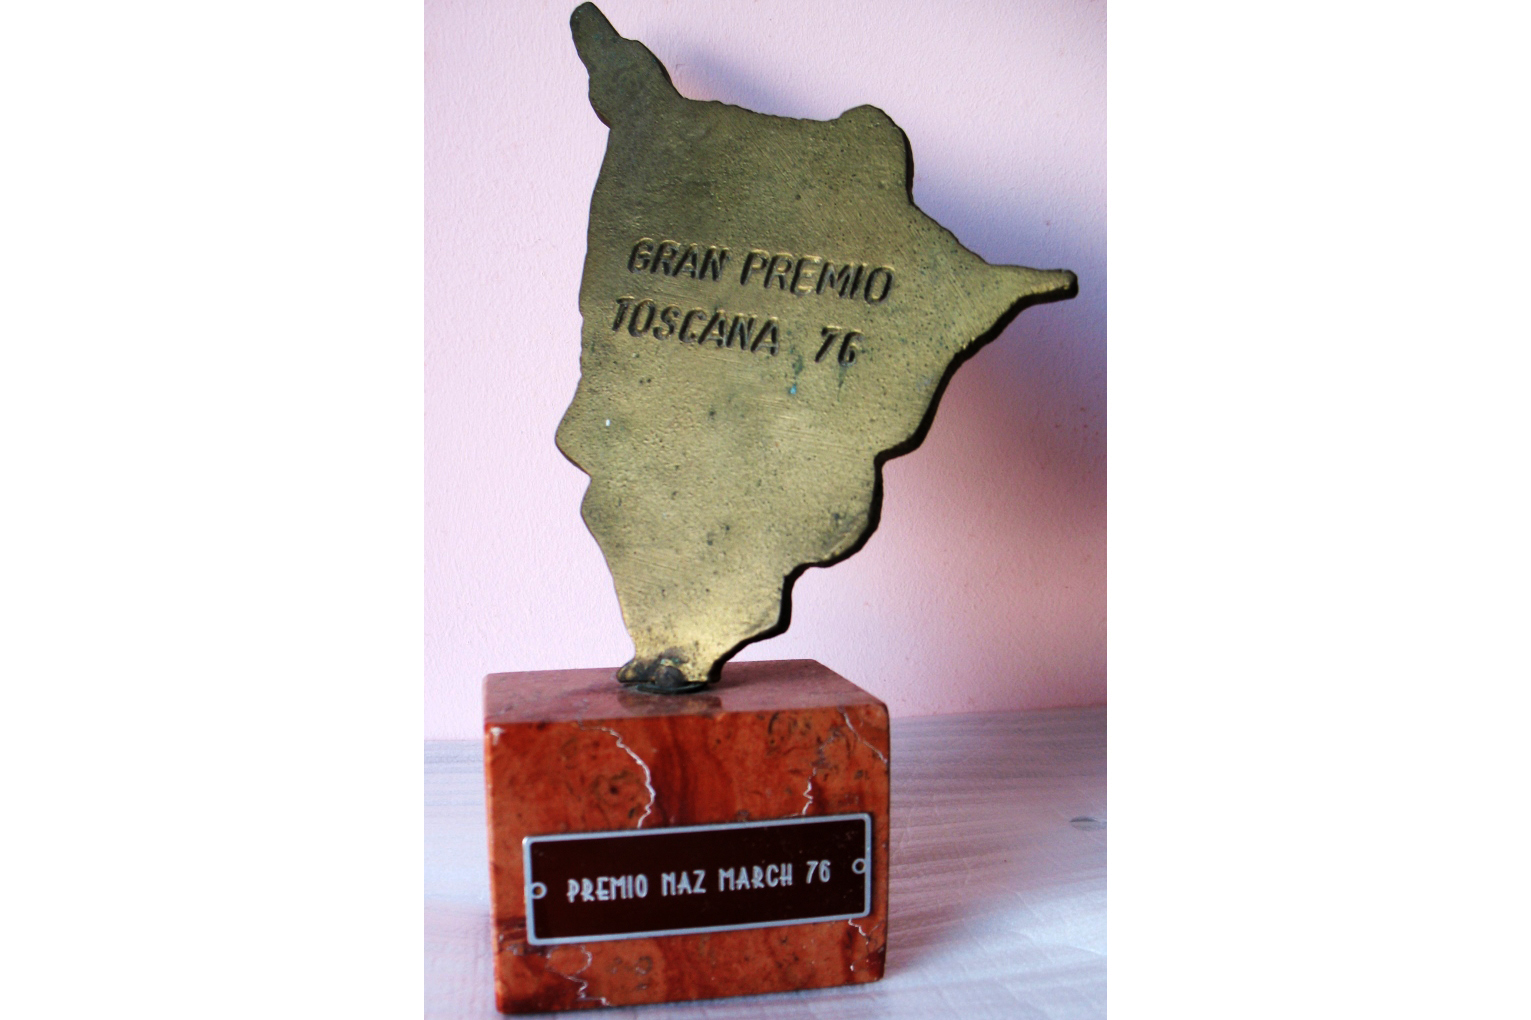 GRAN PREMIO
TOSCANA 76
PREMIO NAZ MARCH 76